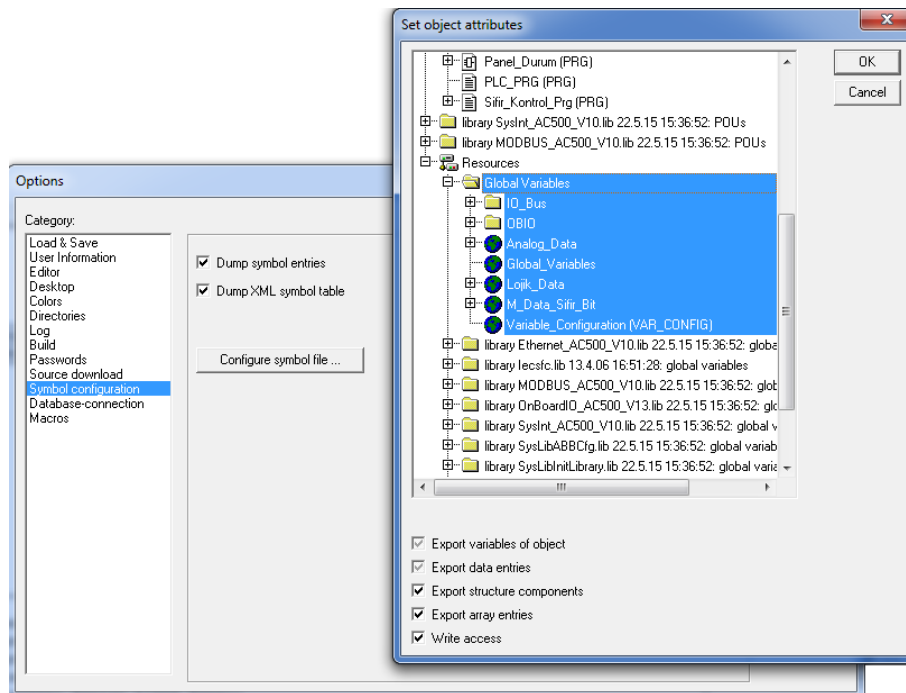 Set object attributes
Panel_Durum (PRG)
PLC_PRG (PRG)
Sifir_Kontrol_Prg (PRG)
library SysInt_AC500_V10.lib 22.5.15 15:36:52: POUs
library MODBUS_AC500_V10.lib 22.5.15 15:36:52: POUs
Resources
Global Variables
IO_Bus
OBIO
Analog_Data
Global_Variables
Lojik_Data
M_Data_Sifir_Bit
Variable_Configuration (VAR_CONFIG)
library Ethernet_AC500_V10.lib 22.5.15 15:36:52: globa
library Iecsfc.lib 13.4.06 16:51:28: global variables
library MODBUS_AC500_V10.lib 22.5.15 15:36:52: glob
library OnBoardIO_AC500_V13.lib 22.5.15 15:36:52: glo
library SysInt_AC500_V10.lib 22.5.15 15:36:52: global v
library SysLibABBCfg.lib 22.5.15 15:36:52: global variab
library SysLibInitLibrary.lib 22.5.15 15:36:52: global varia
OK
Cancel
Export variables of object
Export data entries
Export structure components
Export array entries
Write access
Options
Category:
Load & Save
User Information
Editor
Desktop
Colors
Directories
Log
Build
Passwords
Source download
Symbol configuration
Database-connection
Macros
Dump symbol entries
Dump XML symbol table
Configure symbol file ...